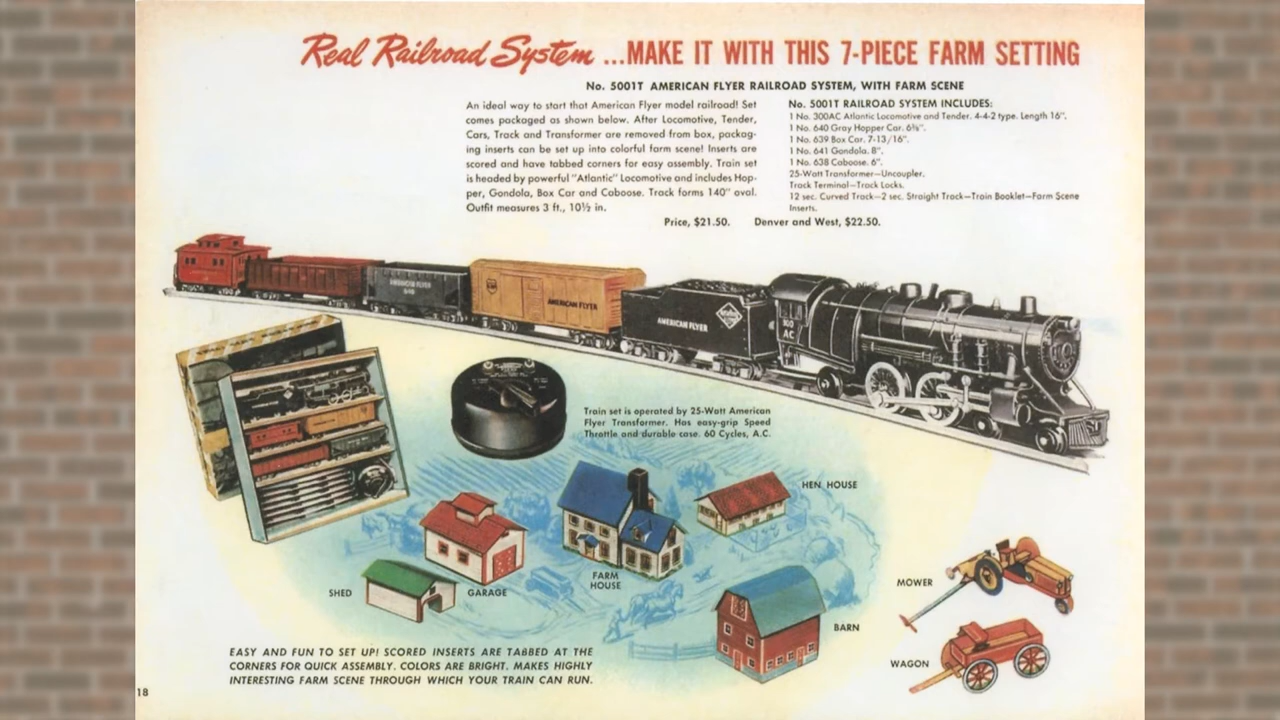 Real Railroad System ...MAKE IT WITH THIS 7-PIECE FARM SETTING
No. 5001T AMERICAN FLYER RAILROAD SYSTEM, WITH FARM SCENE
An ideal way to start that American Flyer model railroad! Set
comes packaged as shown below. After Locomotive, Tender,
Cars, Track and Transformer are removed from box, packag-
ing inserts can be set up into colorful farm scene! Inserts are
scored and have tabbed corners for easy assembly. Train set
is headed by powerful "Atlantic" Locomotive and includes Hop-
per, Gondola, Box Car and Caboose. Track forms 140" oval.
Outfit measures 3 ft., 10½ in.
No. 5001T RAILROAD SYSTEM INCLUDES:
1 No. 300AC Atlantic Locomotive and Tender. 4-4-2 type. Length 16".
1 No. 640 Gray Hopper Car. 6⅜".
1 No. 639 Box Car. 7-13/16".
1 No. 641 Gondola. 8".
1 No. 638 Caboose. 6".
25-Watt Transformer—Uncoupler.
Track Terminal—Track Locks.
12 sec. Curved Track—2 sec. Straight Track—Train Booklet—Farm Scene
Inserts.
Price, $21.50. Denver and West, $22.50.
AMERICAN FLYER
640
AMERICAN FLYER
AMERICAN FLYER
300
AC
Train set is operated by 25-Watt American
Flyer Transformer. Has easy-grip Speed
Throttle and durable case. 60 Cycles, A.C.
HEN HOUSE
FARM
HOUSE
SHED
GARAGE
MOWER
BARN
WAGON
EASY AND FUN TO SET UP! SCORED INSERTS ARE TABBED AT THE
CORNERS FOR QUICK ASSEMBLY. COLORS ARE BRIGHT. MAKES HIGHLY
INTERESTING FARM SCENE THROUGH WHICH YOUR TRAIN CAN RUN.
18